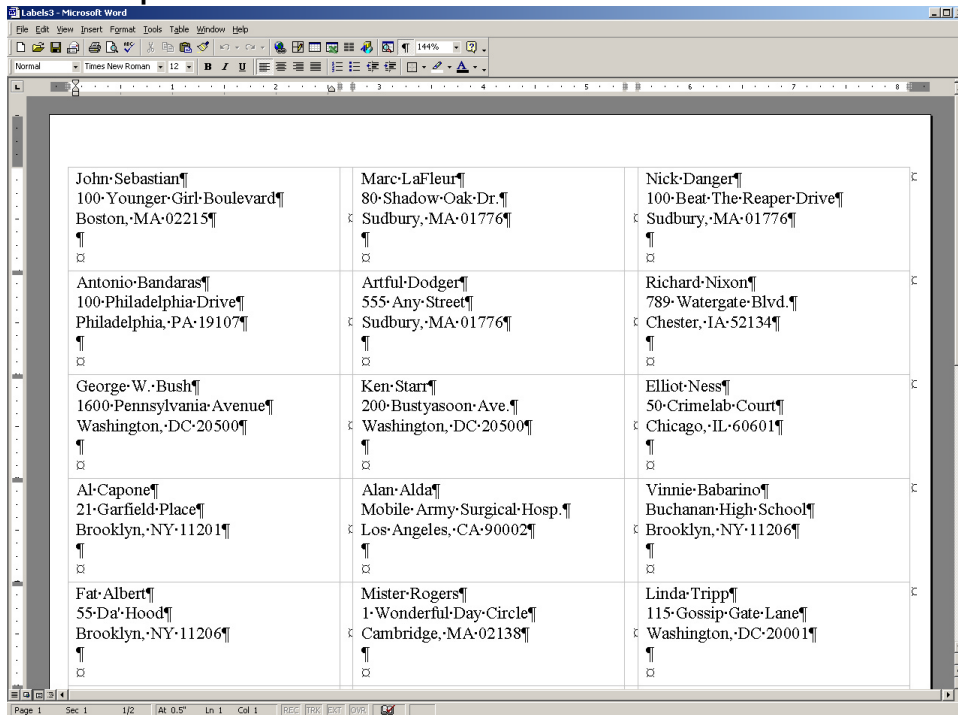 Labels3 - Microsoft Word
File Edit View Insert Format Tools Table Window Help
144%
Normal Times New Roman 12 B I U A
1 2 3 4 5 6 7 8
John·Sebastian¶
100·Younger·Girl·Boulevard¶
Boston,·MA·02215¶
¶
¤
Marc·LaFleur¶
80·Shadow·Oak·Dr.¶
Sudbury,·MA·01776¶
¶
¤
Nick·Danger¶
100·Beat·The·Reaper·Drive¶
Sudbury,·MA·01776¶
¶
¤
Antonio·Bandaras¶
100·Philadelphia·Drive¶
Philadelphia,·PA·19107¶
¶
¤
Artful·Dodger¶
555·Any·Street¶
Sudbury,·MA·01776¶
¶
¤
Richard·Nixon¶
789·Watergate·Blvd.¶
Chester,·IA·52134¶
¶
¤
George·W.·Bush¶
1600·Pennsylvania·Avenue¶
Washington,·DC·20500¶
¶
¤
Ken·Starr¶
200·Bustyasoon·Ave.¶
Washington,·DC·20500¶
¶
¤
Elliot·Ness¶
50·Crimelab·Court¶
Chicago,·IL·60601¶
¶
¤
Al·Capone¶
21·Garfield·Place¶
Brooklyn,·NY·11201¶
¶
¤
Alan·Alda¶
Mobile·Army·Surgical·Hosp.¶
Los·Angeles,·CA·90002¶
¶
¤
Vinnie·Babarino¶
Buchanan·High·School¶
Brooklyn,·NY·11206¶
¶
¤
Fat·Albert¶
55·Da'·Hood¶
Brooklyn,·NY·11206¶
¶
¤
Mister·Rogers¶
1·Wonderful·Day·Circle¶
Cambridge,·MA·02138¶
¶
¤
Linda·Tripp¶
115·Gossip·Gate·Lane¶
Washington,·DC·20001¶
¶
¤
Page 1 Sec 1 1/2 At 0.5" Ln 1 Col 1 REC TRK EXT OVR